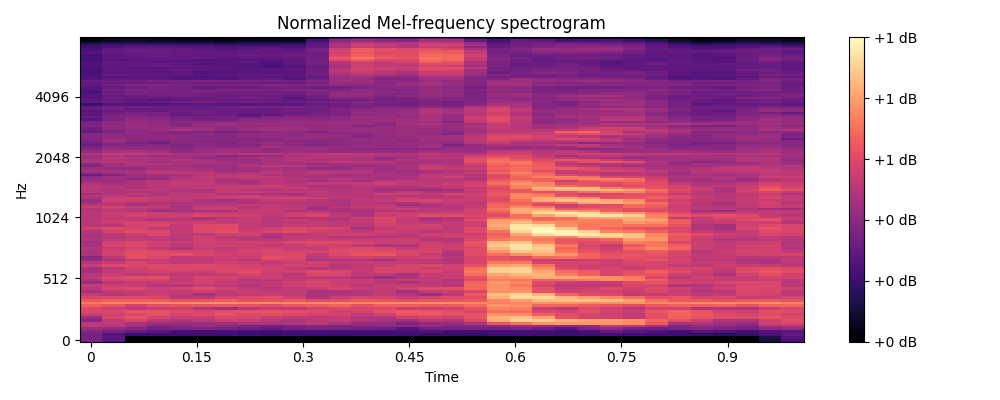 Normalized Mel-frequency spectrogram
Hz
4096
2048
1024
512
0
0
0.15
0.3
0.45
0.6
0.75
0.9
Time
+1 dB
+1 dB
+1 dB
+0 dB
+0 dB
+0 dB